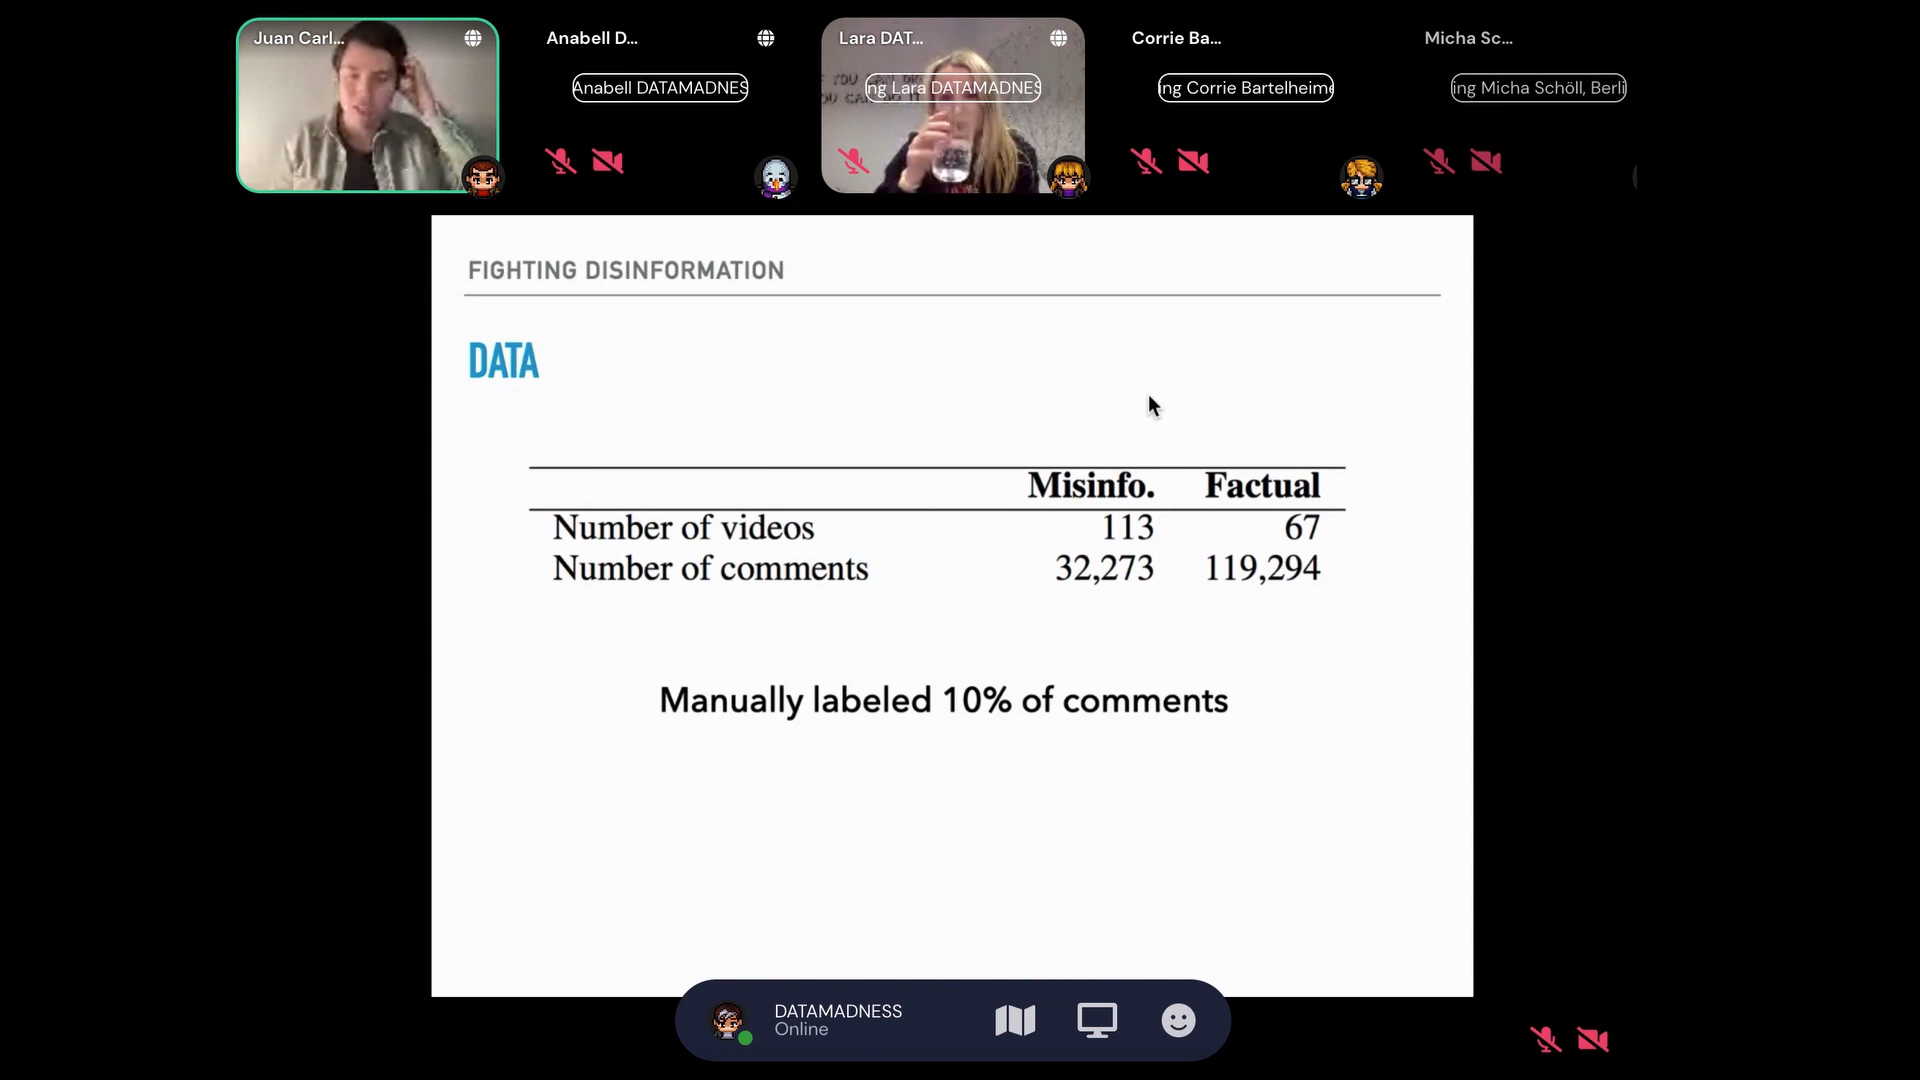 Juan Carl...
Anabell D...
Lara DAT...
Corrie Ba...
Micha Sc...
Anabell DATAMADNES
ng Lara DATAMADNES
ing Corrie Bartelheime
ing Micha Schöll, Berli
FIGHTING DISINFORMATION
DATA
Misinfo. Factual
Number of videos 113 67
Number of comments 32,273 119,294
Manually labeled 10% of comments
DATAMADNESS
Online